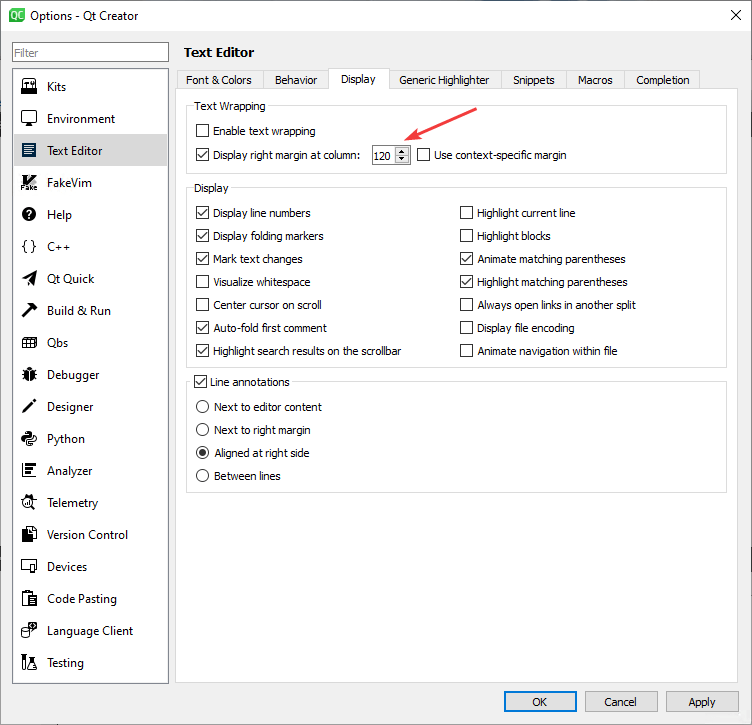 QC Options - Qt Creator
Filter
Kits
Environment
Text Editor
Fake FakeVim
Help
{} C++
Qt Quick
Build & Run
Qbs
Debugger
Designer
Python
Analyzer
Telemetry
Version Control
Devices
Code Pasting
Language Client
Testing
Text Editor
Font & Colors Behavior Display Generic Highlighter Snippets Macros Completion
Text Wrapping
Enable text wrapping
Display right margin at column: 120 Use context-specific margin
Display
Display line numbers Highlight current line
Display folding markers Highlight blocks
Mark text changes Animate matching parentheses
Visualize whitespace Highlight matching parentheses
Center cursor on scroll Always open links in another split
Auto-fold first comment Display file encoding
Highlight search results on the scrollbar Animate navigation within file
Line annotations
Next to editor content
Next to right margin
Aligned at right side
Between lines
OK Cancel Apply